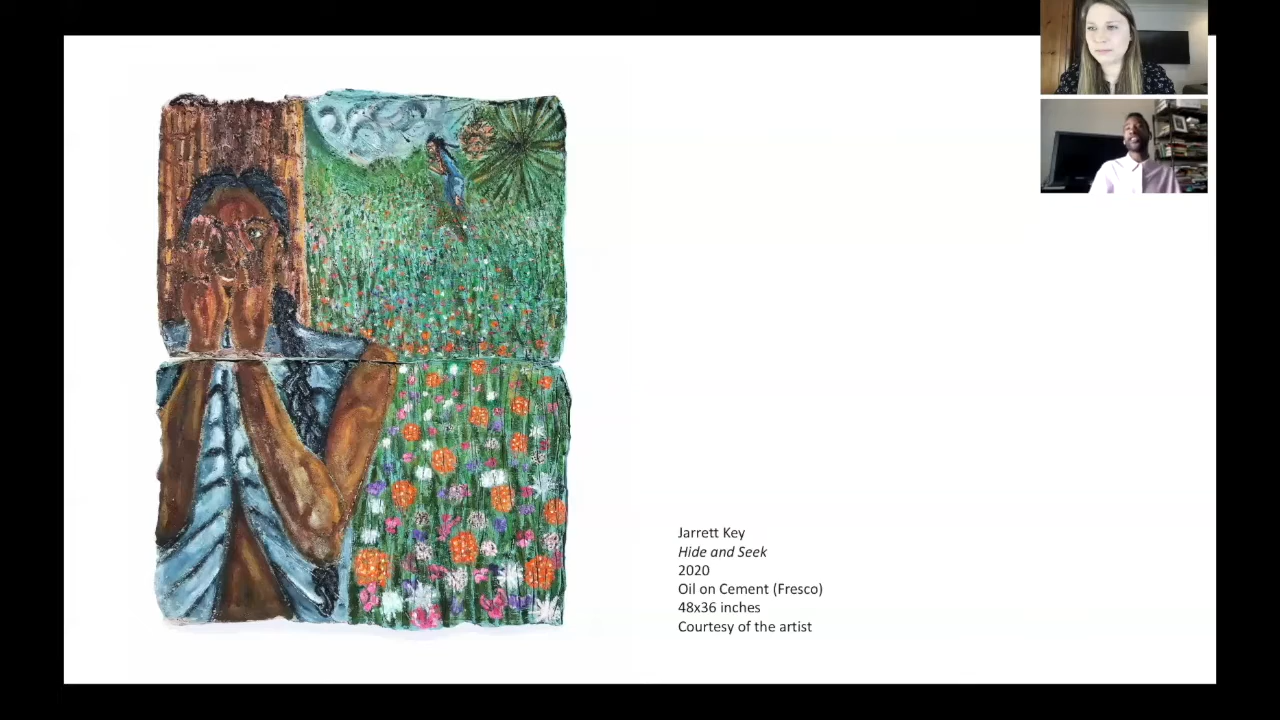 Jarrett Key
Hide and Seek
2020
Oil on Cement (Fresco)
48x36 inches
Courtesy of the artist